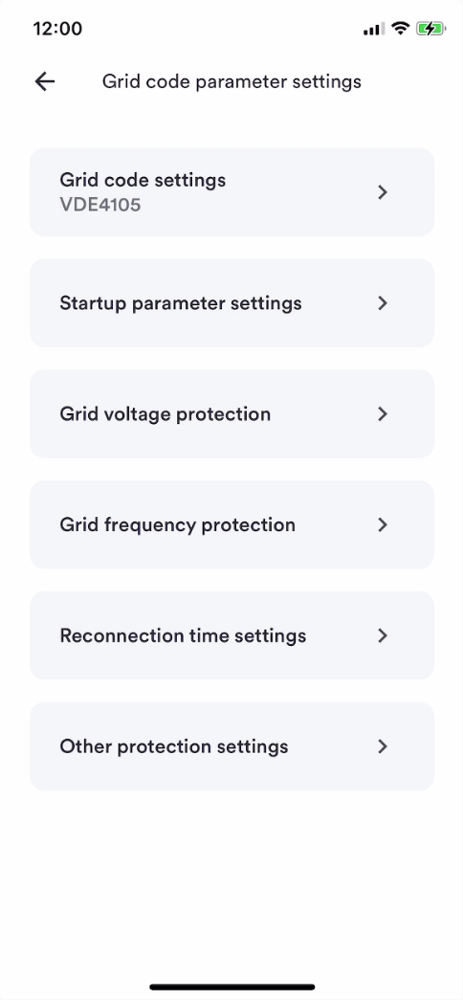 12:00
Grid code parameter settings
Grid code settings
VDE4105
Startup parameter settings
Grid voltage protection
Grid frequency protection
Reconnection time settings
Other protection settings